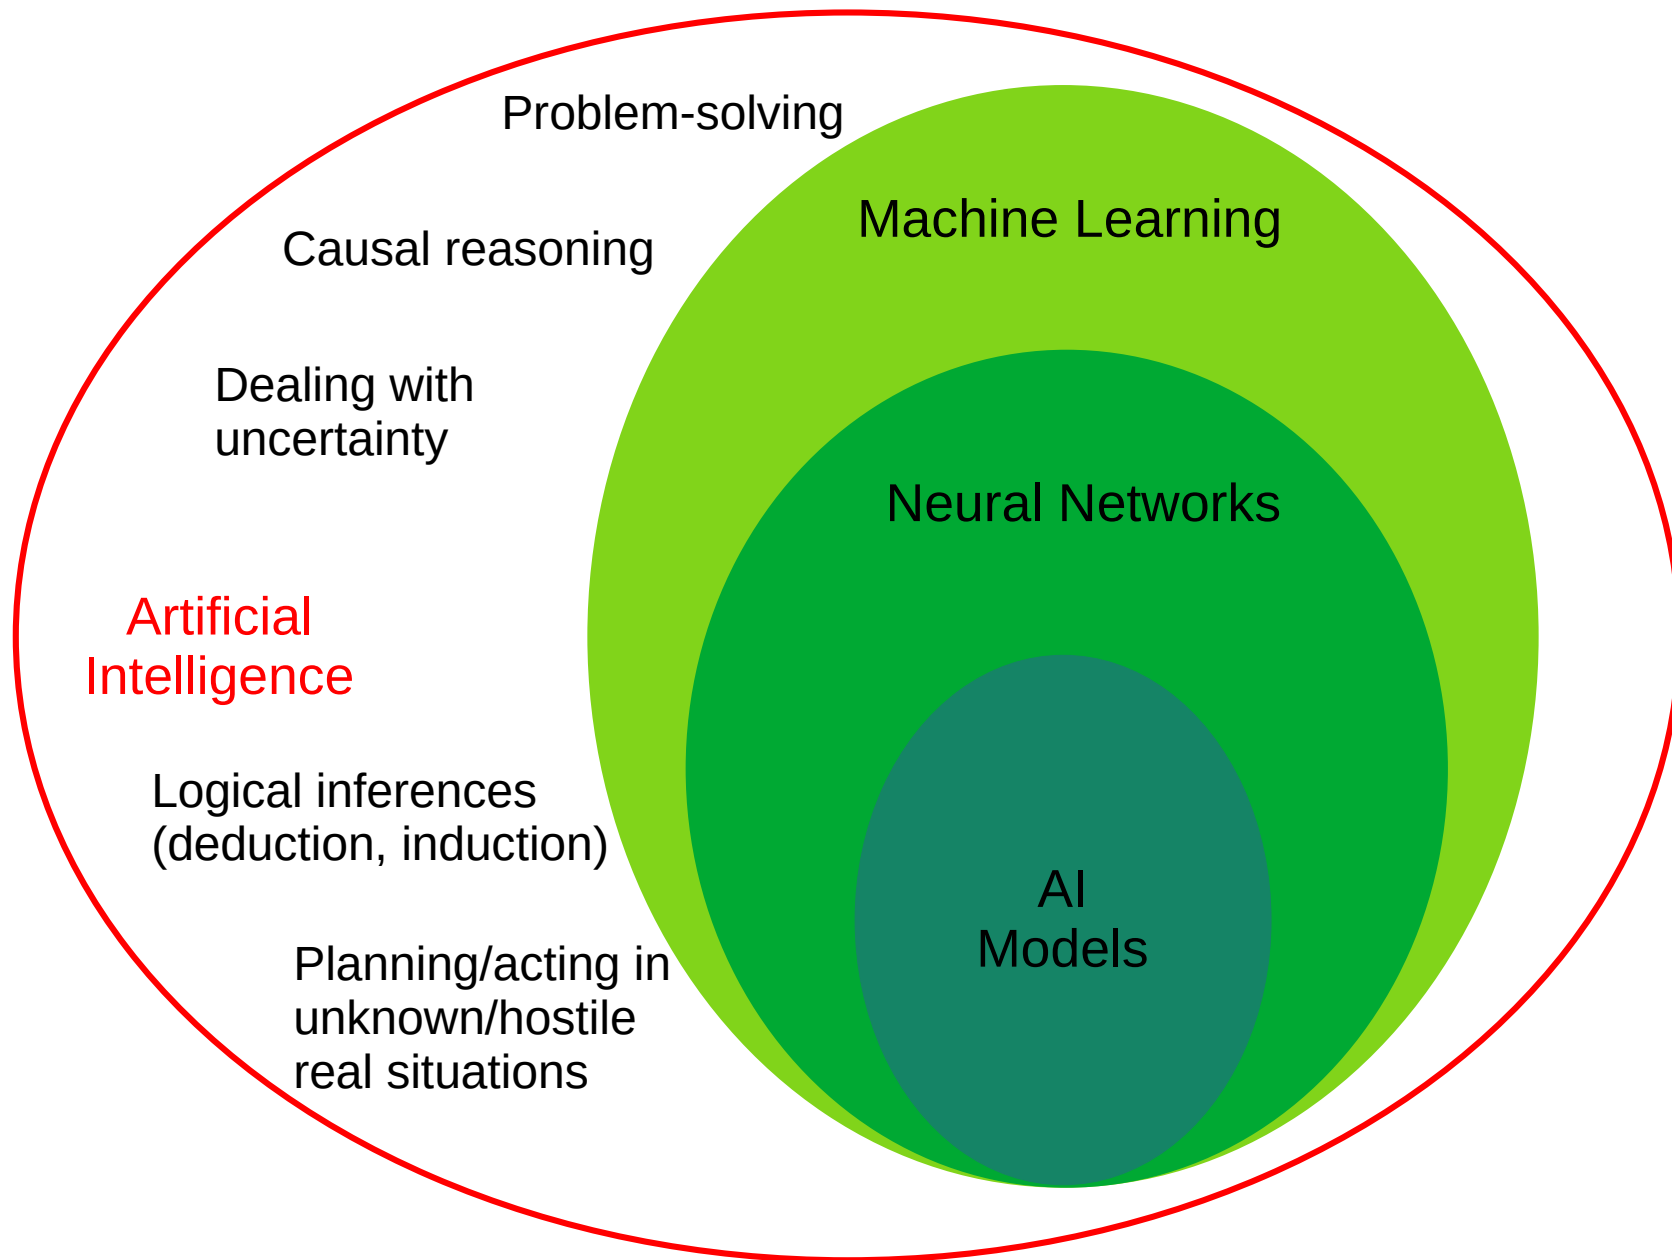 Problem-solving
Machine Learning
Causal reasoning
Dealing with
uncertainty
Neural Networks
Artificial
Intelligence
Logical inferences
(deduction, induction)
AI
Models
Planning/acting in
unknown/hostile
real situations